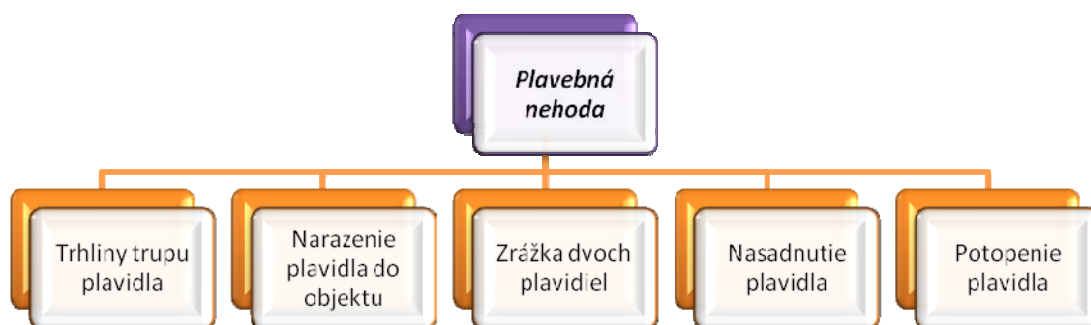 Plavebná
nehoda
Trhliny trupu
plavidla
Narazenie
plavidla do
objektu
Zrážka dvoch
plavidiel
Nasadnutie
plavidla
Potopenie
plavidla